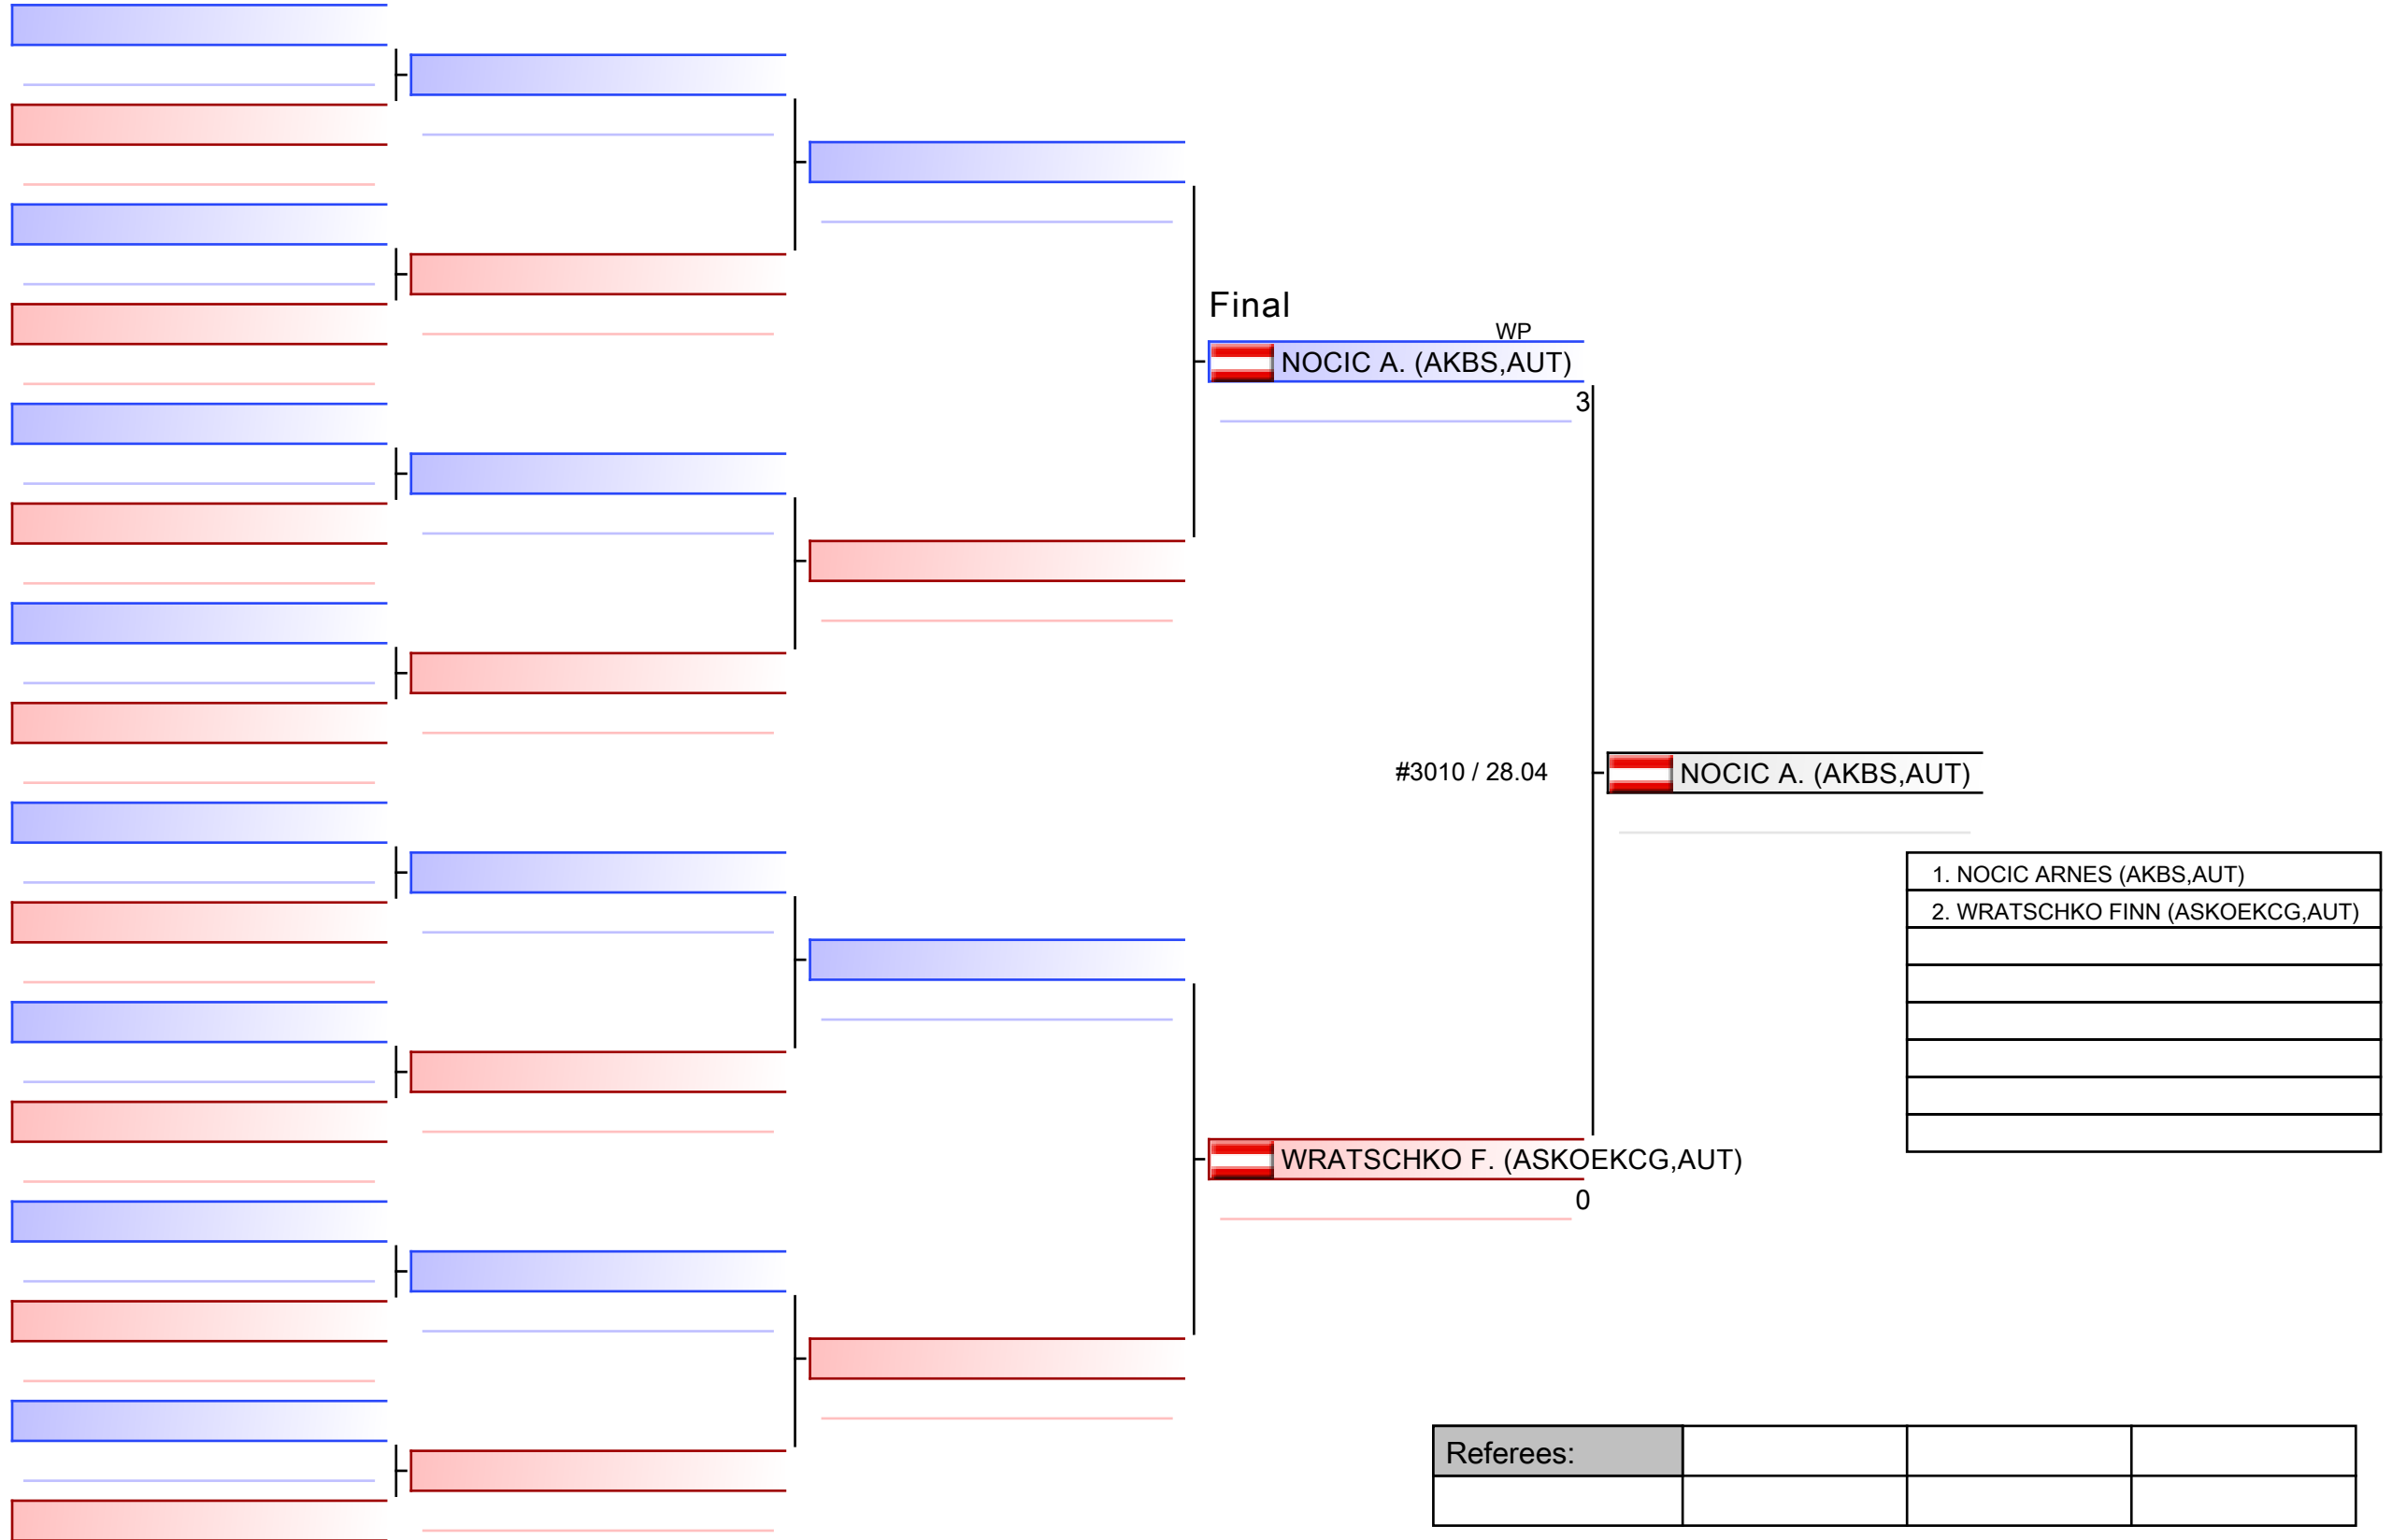 Final
WP
NOCIC A. (AKBS,AUT)
3
#3010 / 28.04
NOCIC A. (AKBS,AUT)
1. NOCIC ARNES (AKBS,AUT)
2. WRATSCHKO FINN (ASKOEKCG,AUT)
WRATSCHKO F. (ASKOEKCG,AUT)
0
Referees: